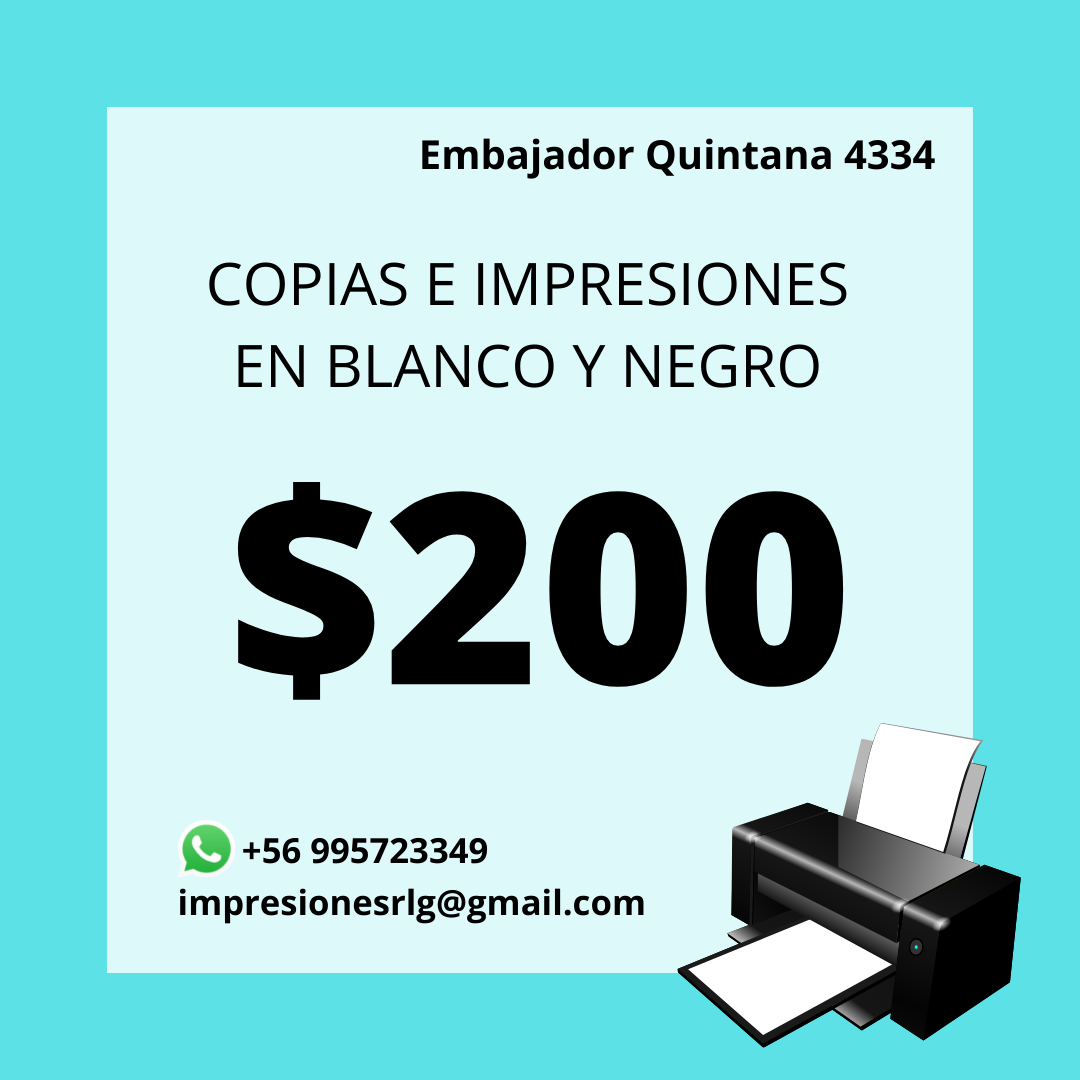 Embajador Quintana 4334
COPIAS E IMPRESIONES
EN BLANCO Y NEGRO
$200
+56 995723349
impresionesrlg@gmail.com